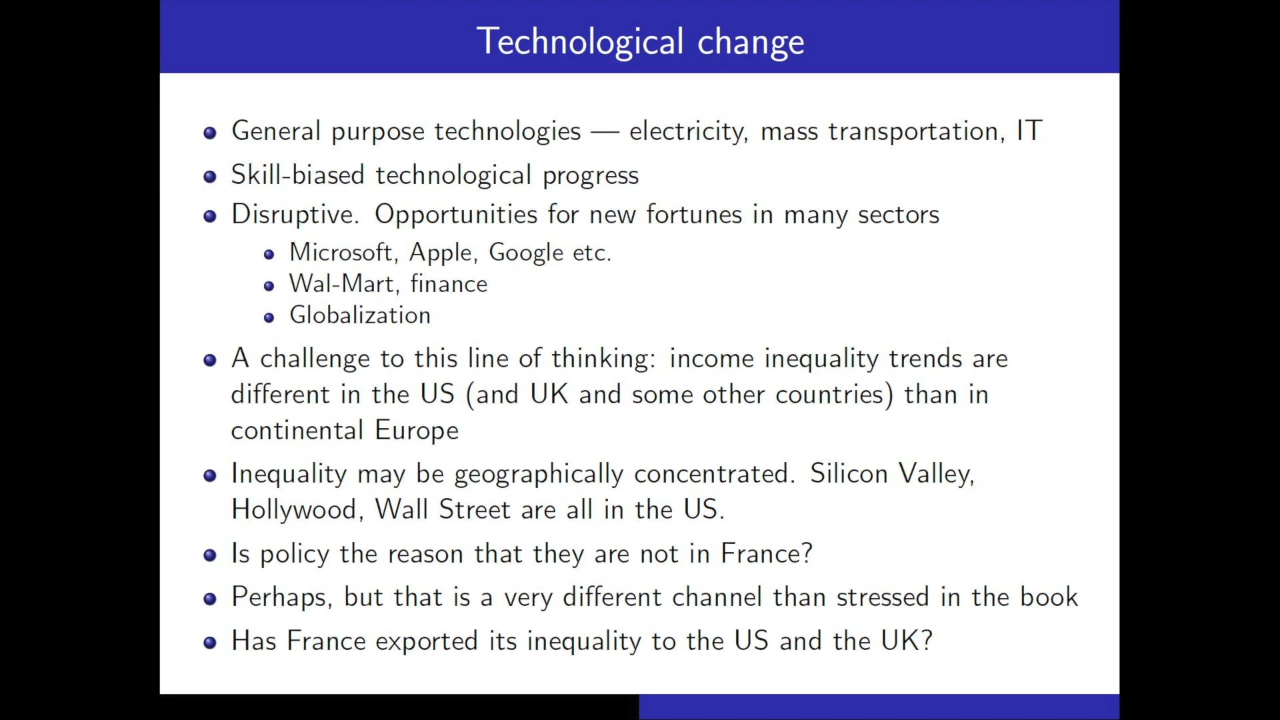 Technological change
General purpose technologies — electricity, mass transportation, IT
Skill-biased technological progress
Disruptive. Opportunities for new fortunes in many sectors
Microsoft, Apple, Google etc.
Wal-Mart, finance
Globalization
A challenge to this line of thinking: income inequality trends are
different in the US (and UK and some other countries) than in
continental Europe
Inequality may be geographically concentrated. Silicon Valley,
Hollywood, Wall Street are all in the US.
Is policy the reason that they are not in France?
Perhaps, but that is a very different channel than stressed in the book
Has France exported its inequality to the US and the UK?